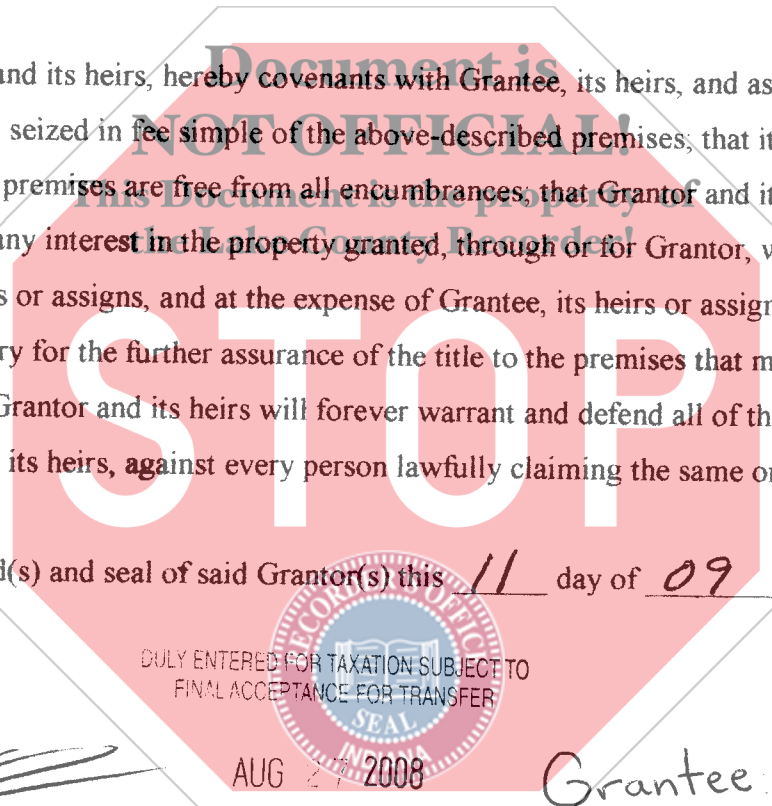 Document is
and its heirs, hereby covenants with Grantee, its heirs, and as
NOT OFFICIAL!
seized in fee simple of the above-described premises; that it
This Document is the property of
premises are free from all encumbrances; that Grantor and it
the Lake County Recorder!
any interest in the property granted, through or for Grantor, v
s or assigns, and at the expense of Grantee, its heirs or assign
ry for the further assurance of the title to the premises that m
STOP
Grantor and its heirs will forever warrant and defend all of th
its heirs, against every person lawfully claiming the same or
d(s) and seal of said Grantor(s) this 11 day of 09
RECORDER'S OFFICE
DULY ENTERED FOR TAXATION SUBJECT TO
FINAL ACCEPTANCE FOR TRANSFER
SEAL
INDIANA
AUG 27 2008
Grantee: